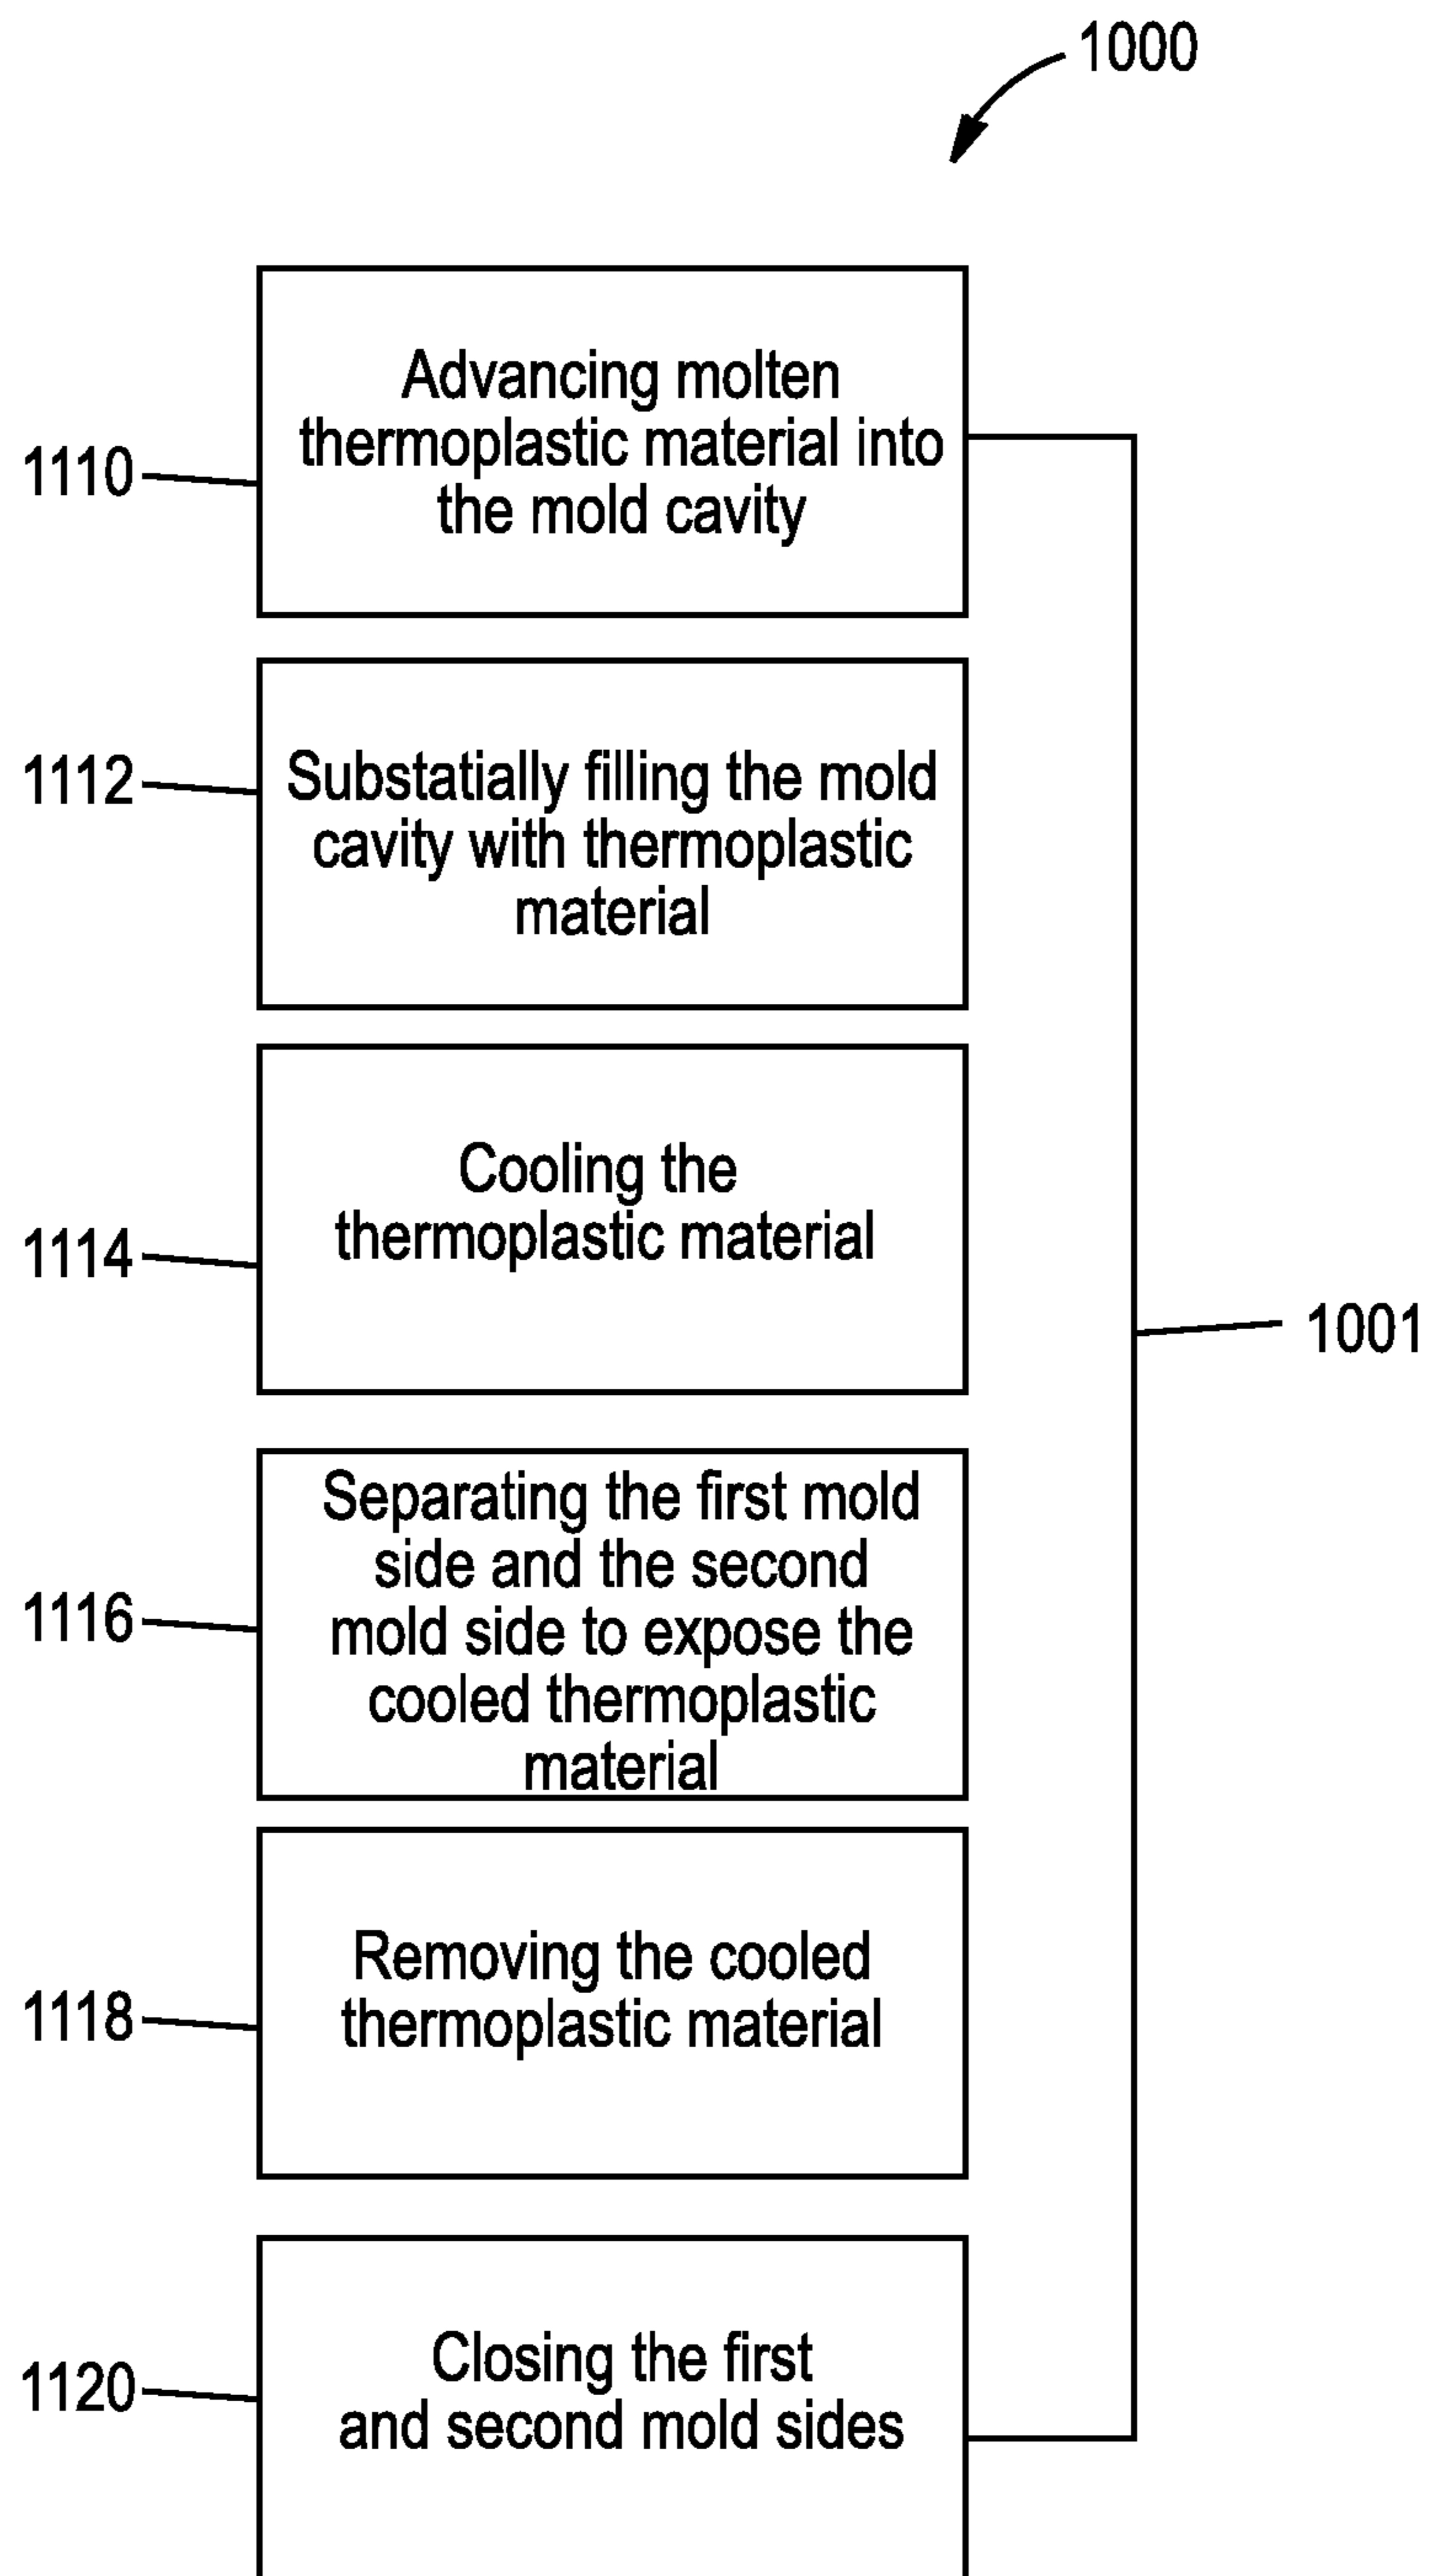 1000
Advancing molten
thermoplastic material into
the mold cavity
1110
Substatially filling the mold
cavity with thermoplastic
material
1112
Cooling the
thermoplastic material
1114
1001
Separating the first mold
side and the second
mold side to expose the
cooled thermoplastic
material
1116
Removing the cooled
thermoplastic material
1118
Closing the first
and second mold sides
1120